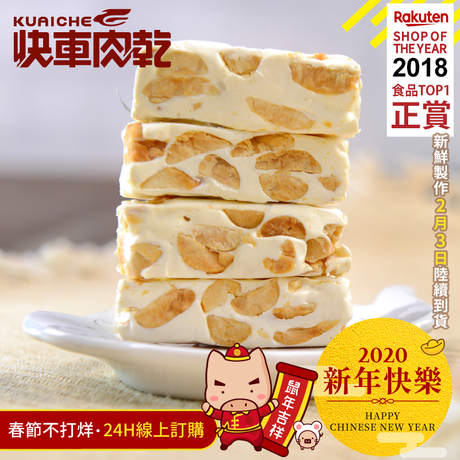 KUAICHE
快車肉乾
Rakuten
SHOP OF
THE YEAR
2018
食品TOP1
正賞
新鮮製作2月3日陸續到貨
2020
新年快樂
HAPPY
CHINESE NEW YEAR
鼠年吉祥
春節不打烊·24H線上訂購